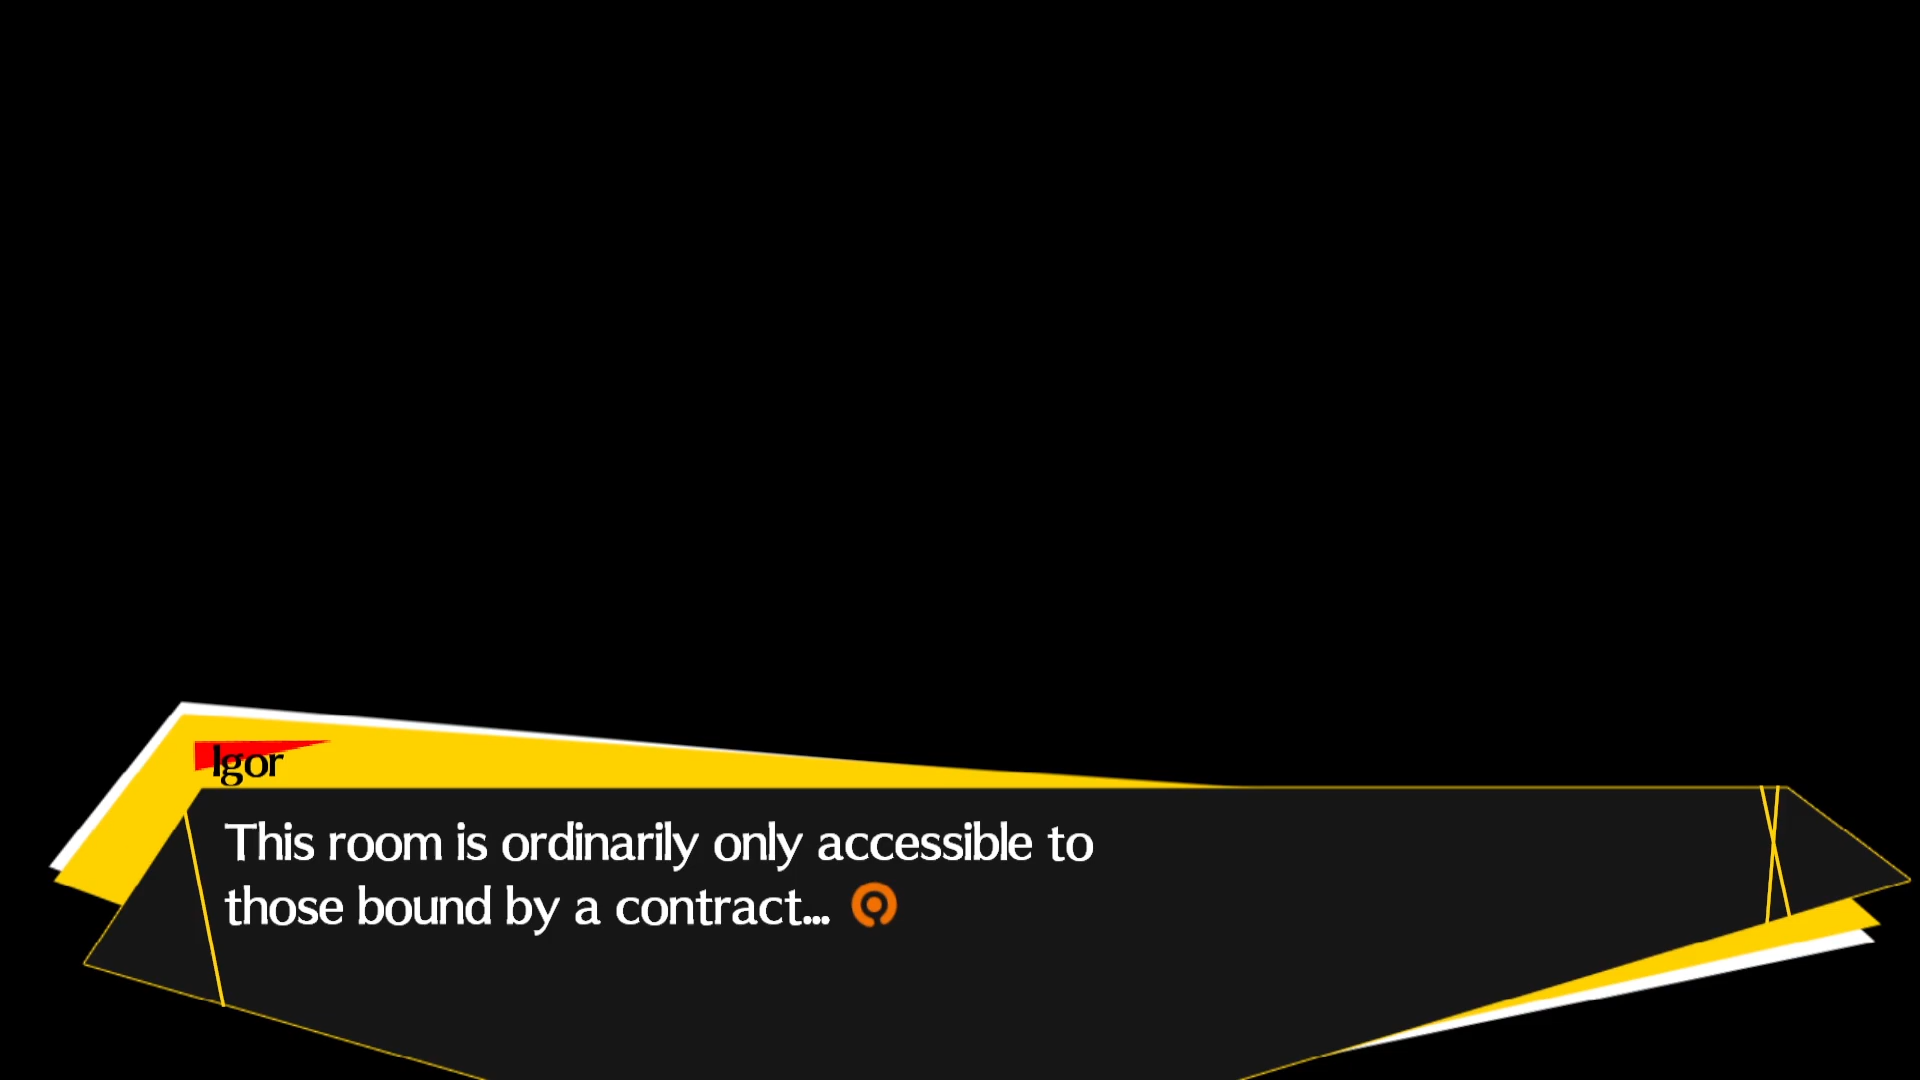 Igor
This room is ordinarily only accessible to
those bound by a contract...